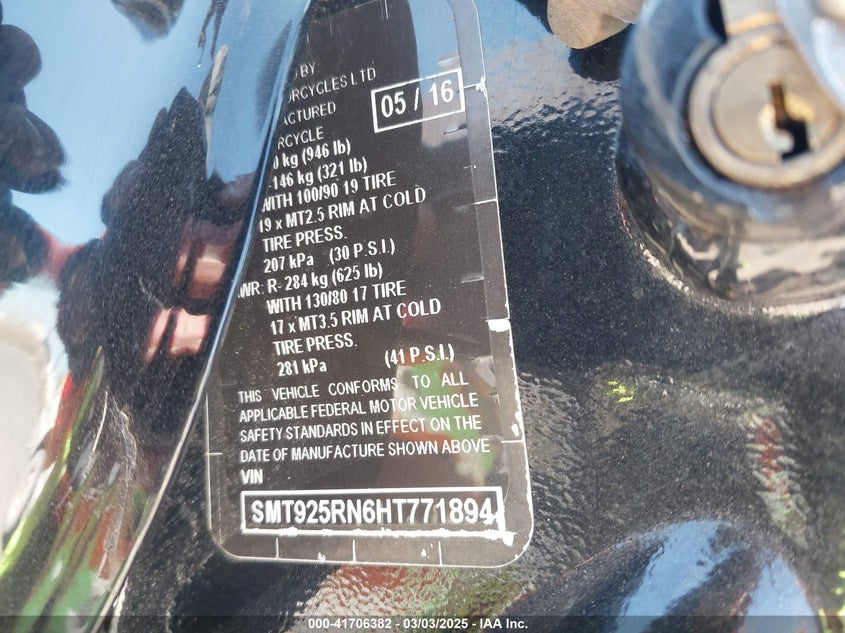 BY
ORCYCLES LTD
ACTURED
05 / 16
RCYCLE
0 kg (946 lb)
146 kg (321 lb)
WITH 100/90 19 TIRE
19 x MT2.5 RIM AT COLD
TIRE PRESS.
207 kPa (30 P.S.I.)
WR: R- 284 kg (625 lb)
WITH 130/80 17 TIRE
17 x MT3.5 RIM AT COLD
TIRE PRESS.
281 kPa (41 P.S.I.)
THIS VEHICLE CONFORMS TO ALL
APPLICABLE FEDERAL MOTOR VEHICLE
SAFETY STANDARDS IN EFFECT ON THE
DATE OF MANUFACTURE SHOWN ABOVE
VIN
SMT925RN6HT771894
000-41706382 — 03/03/2025 — IAA Inc.